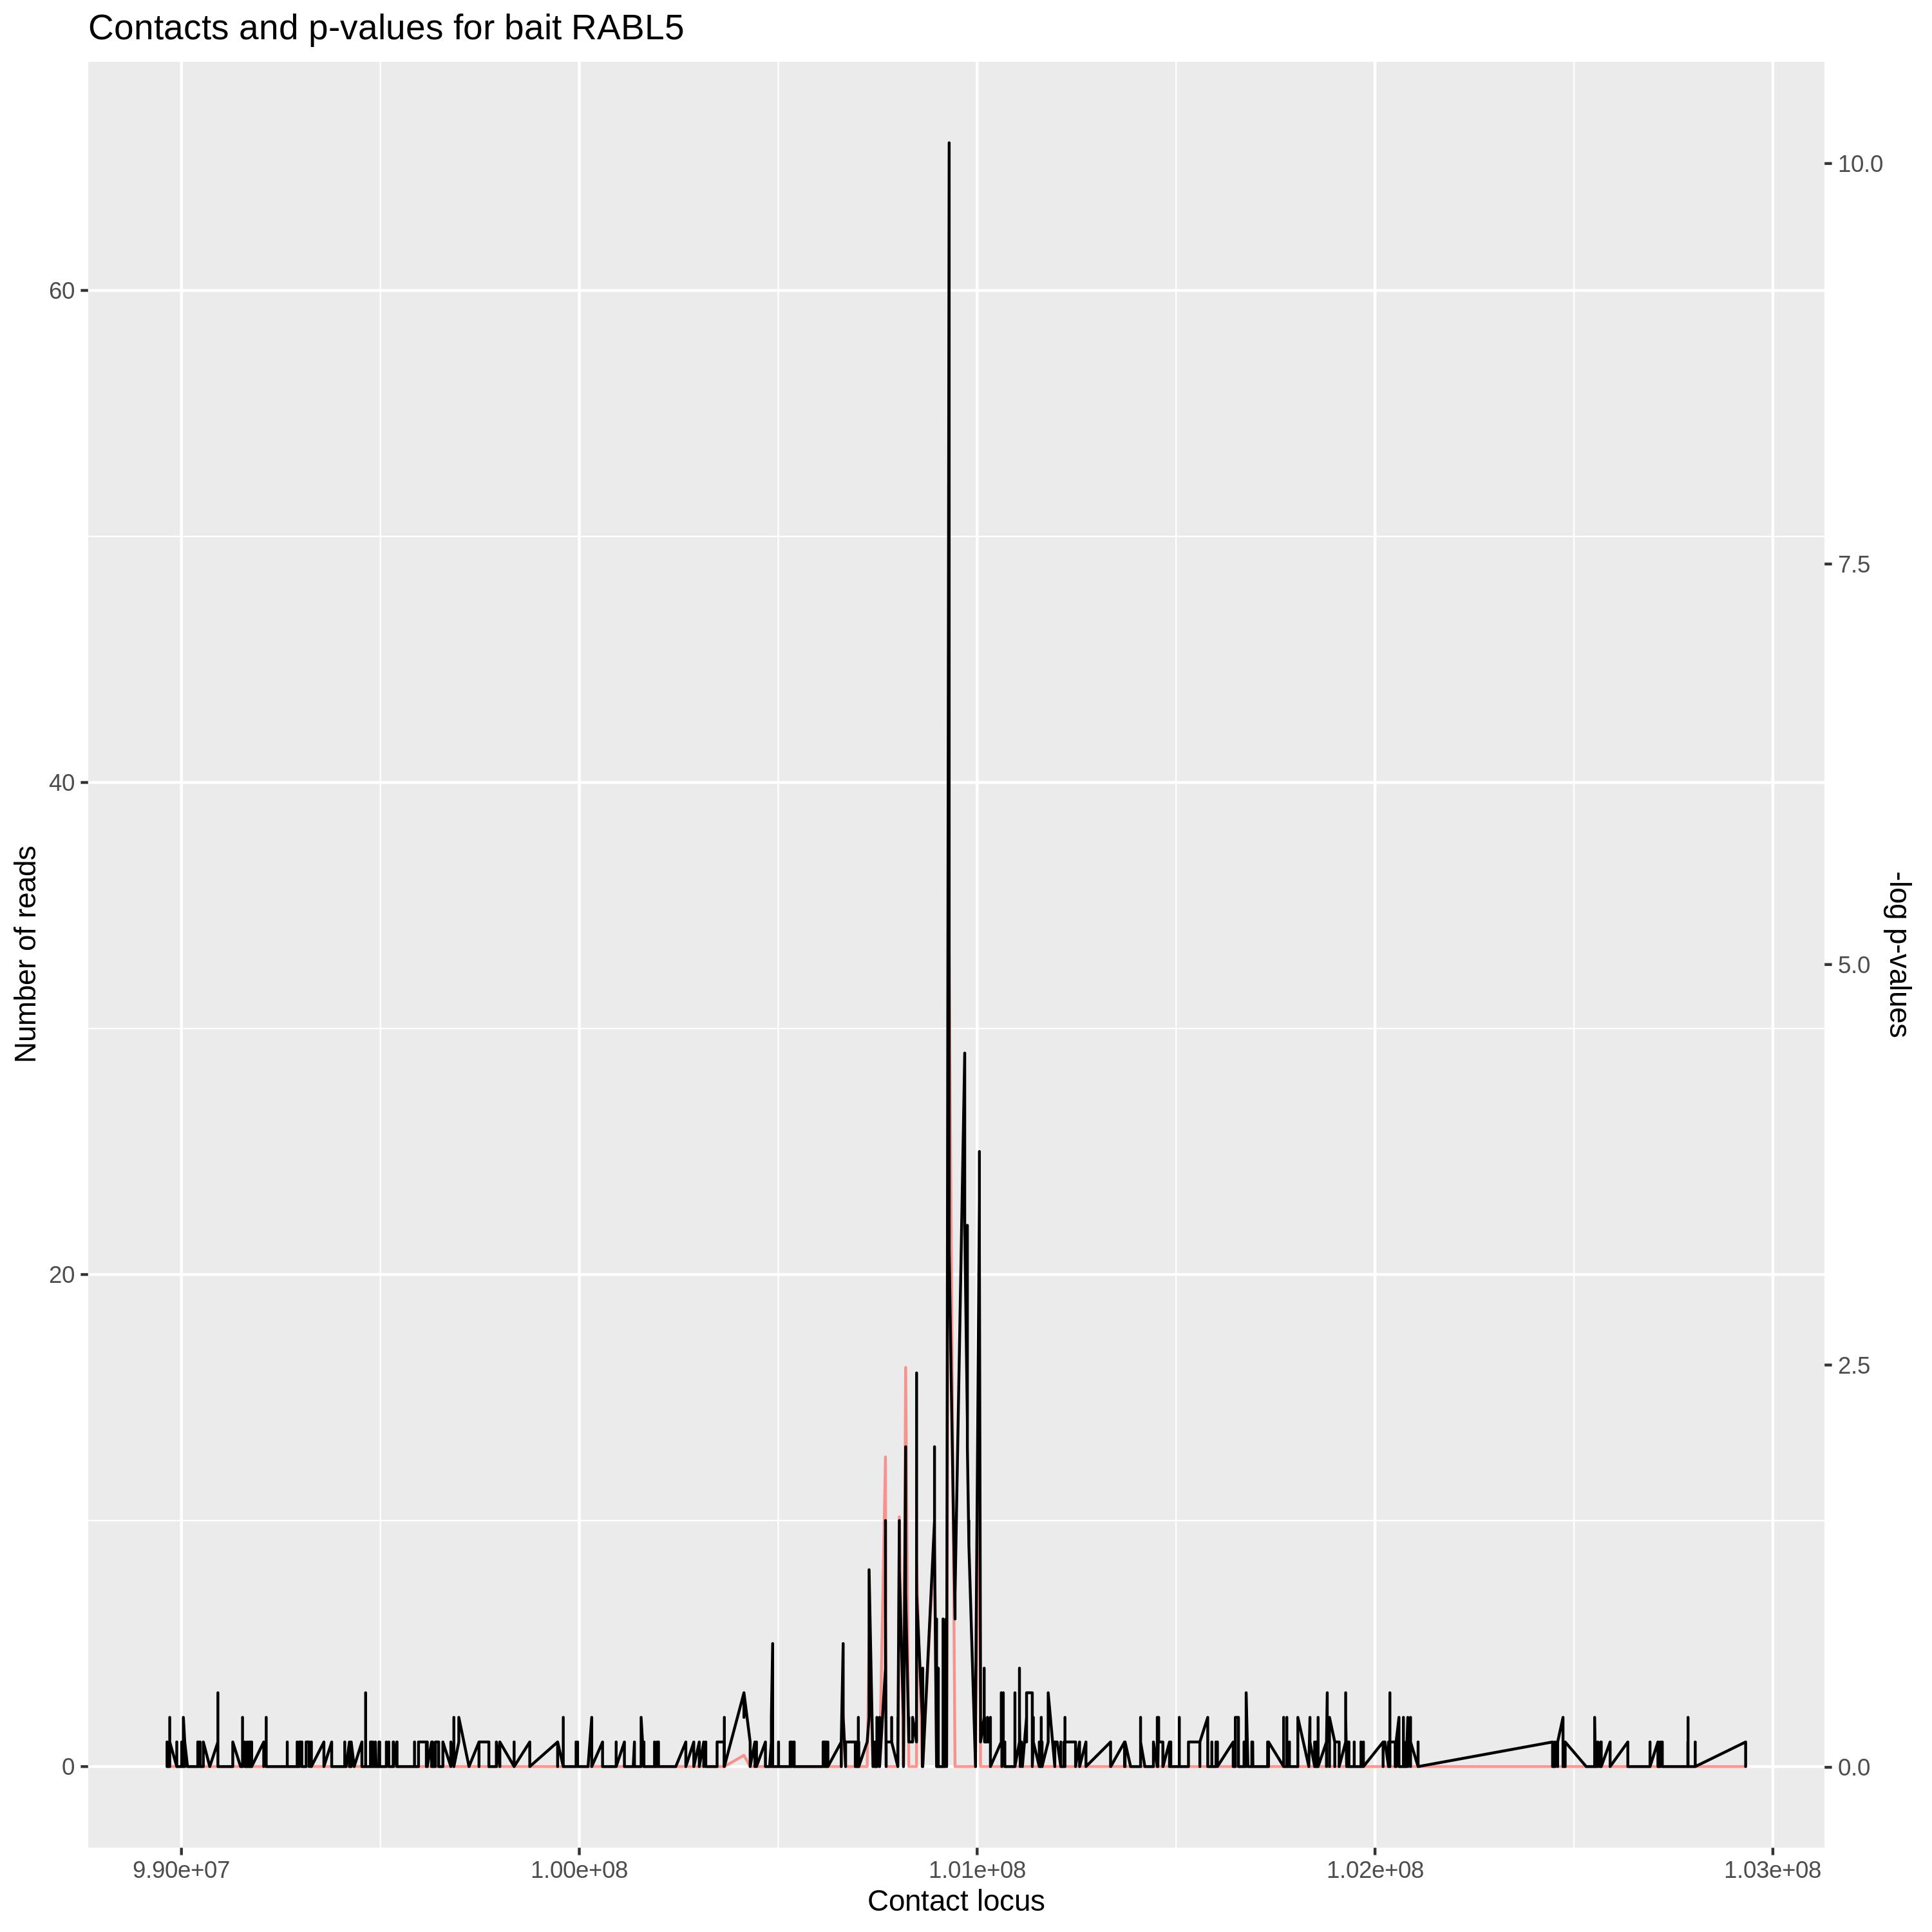 Contacts and p-values for bait RABL5
60
40
20
0
Number of reads
10.0
7.5
5.0
2.5
0.0
-log p-values
9.90e+07 1.00e+08 1.01e+08 1.02e+08 1.03e+08
Contact locus